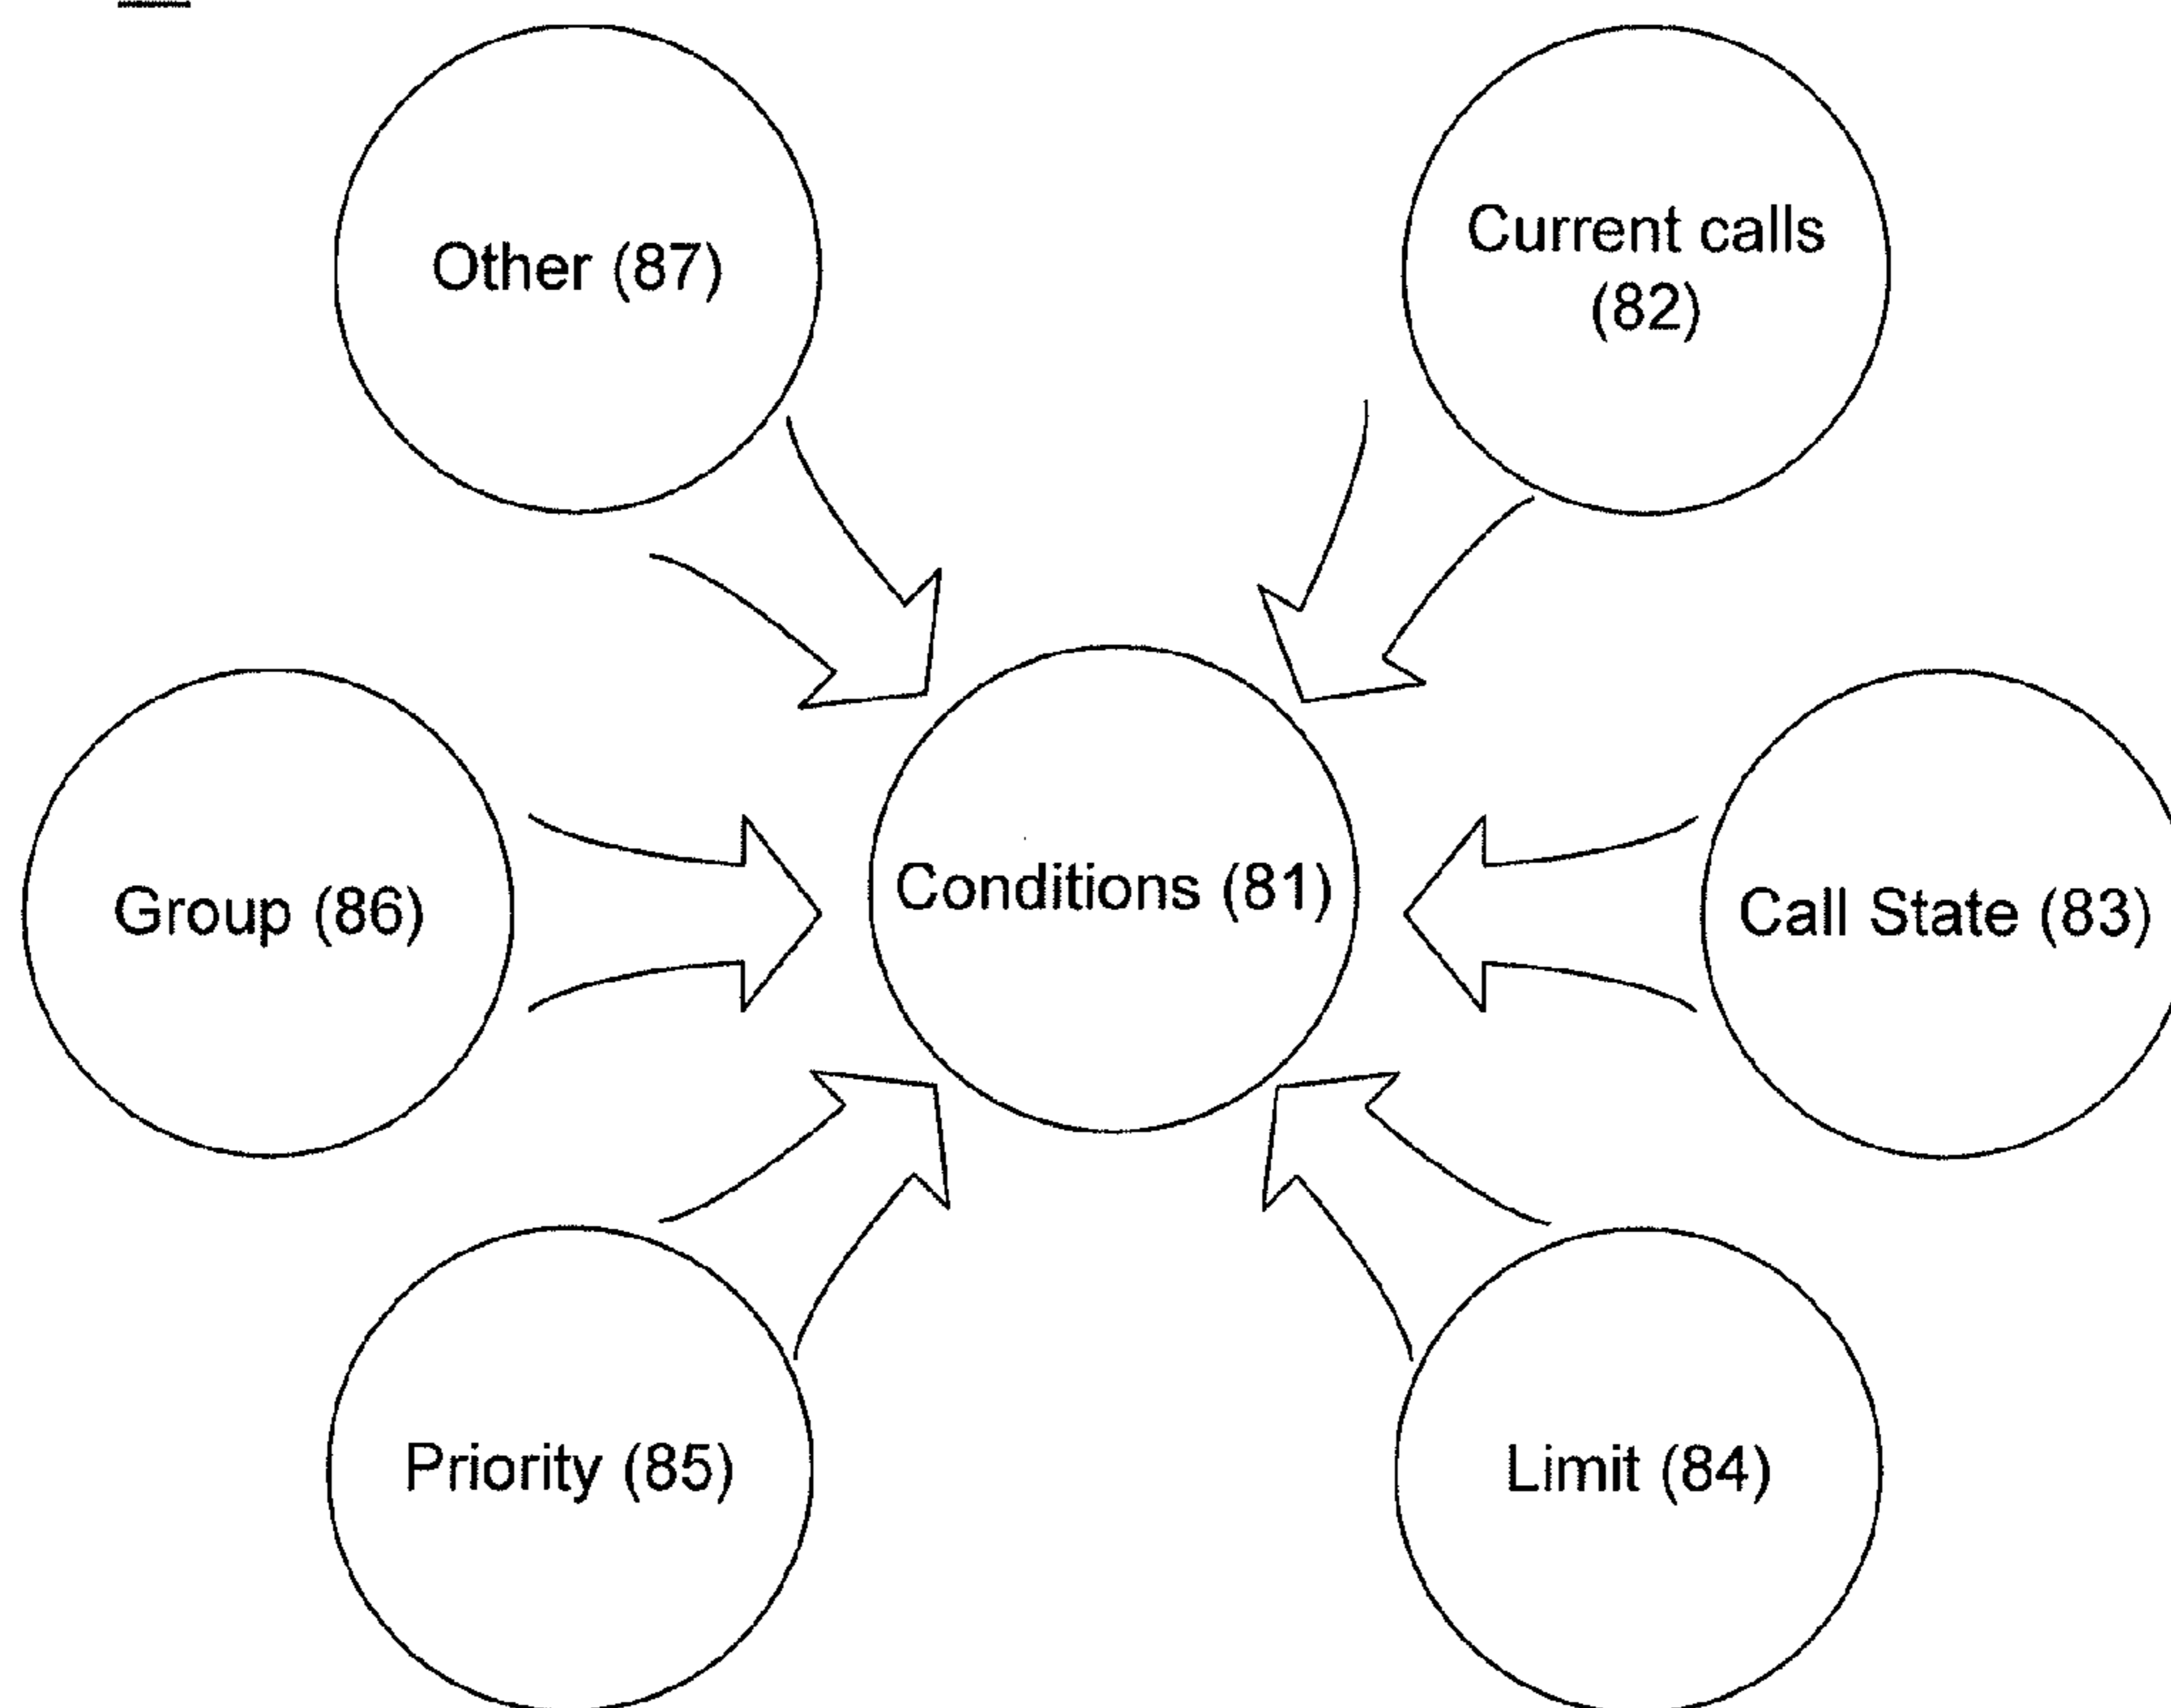 Other (87)
Current calls
(82)
Group (86)
Conditions (81)
Call State (83)
Priority (85)
Limit (84)